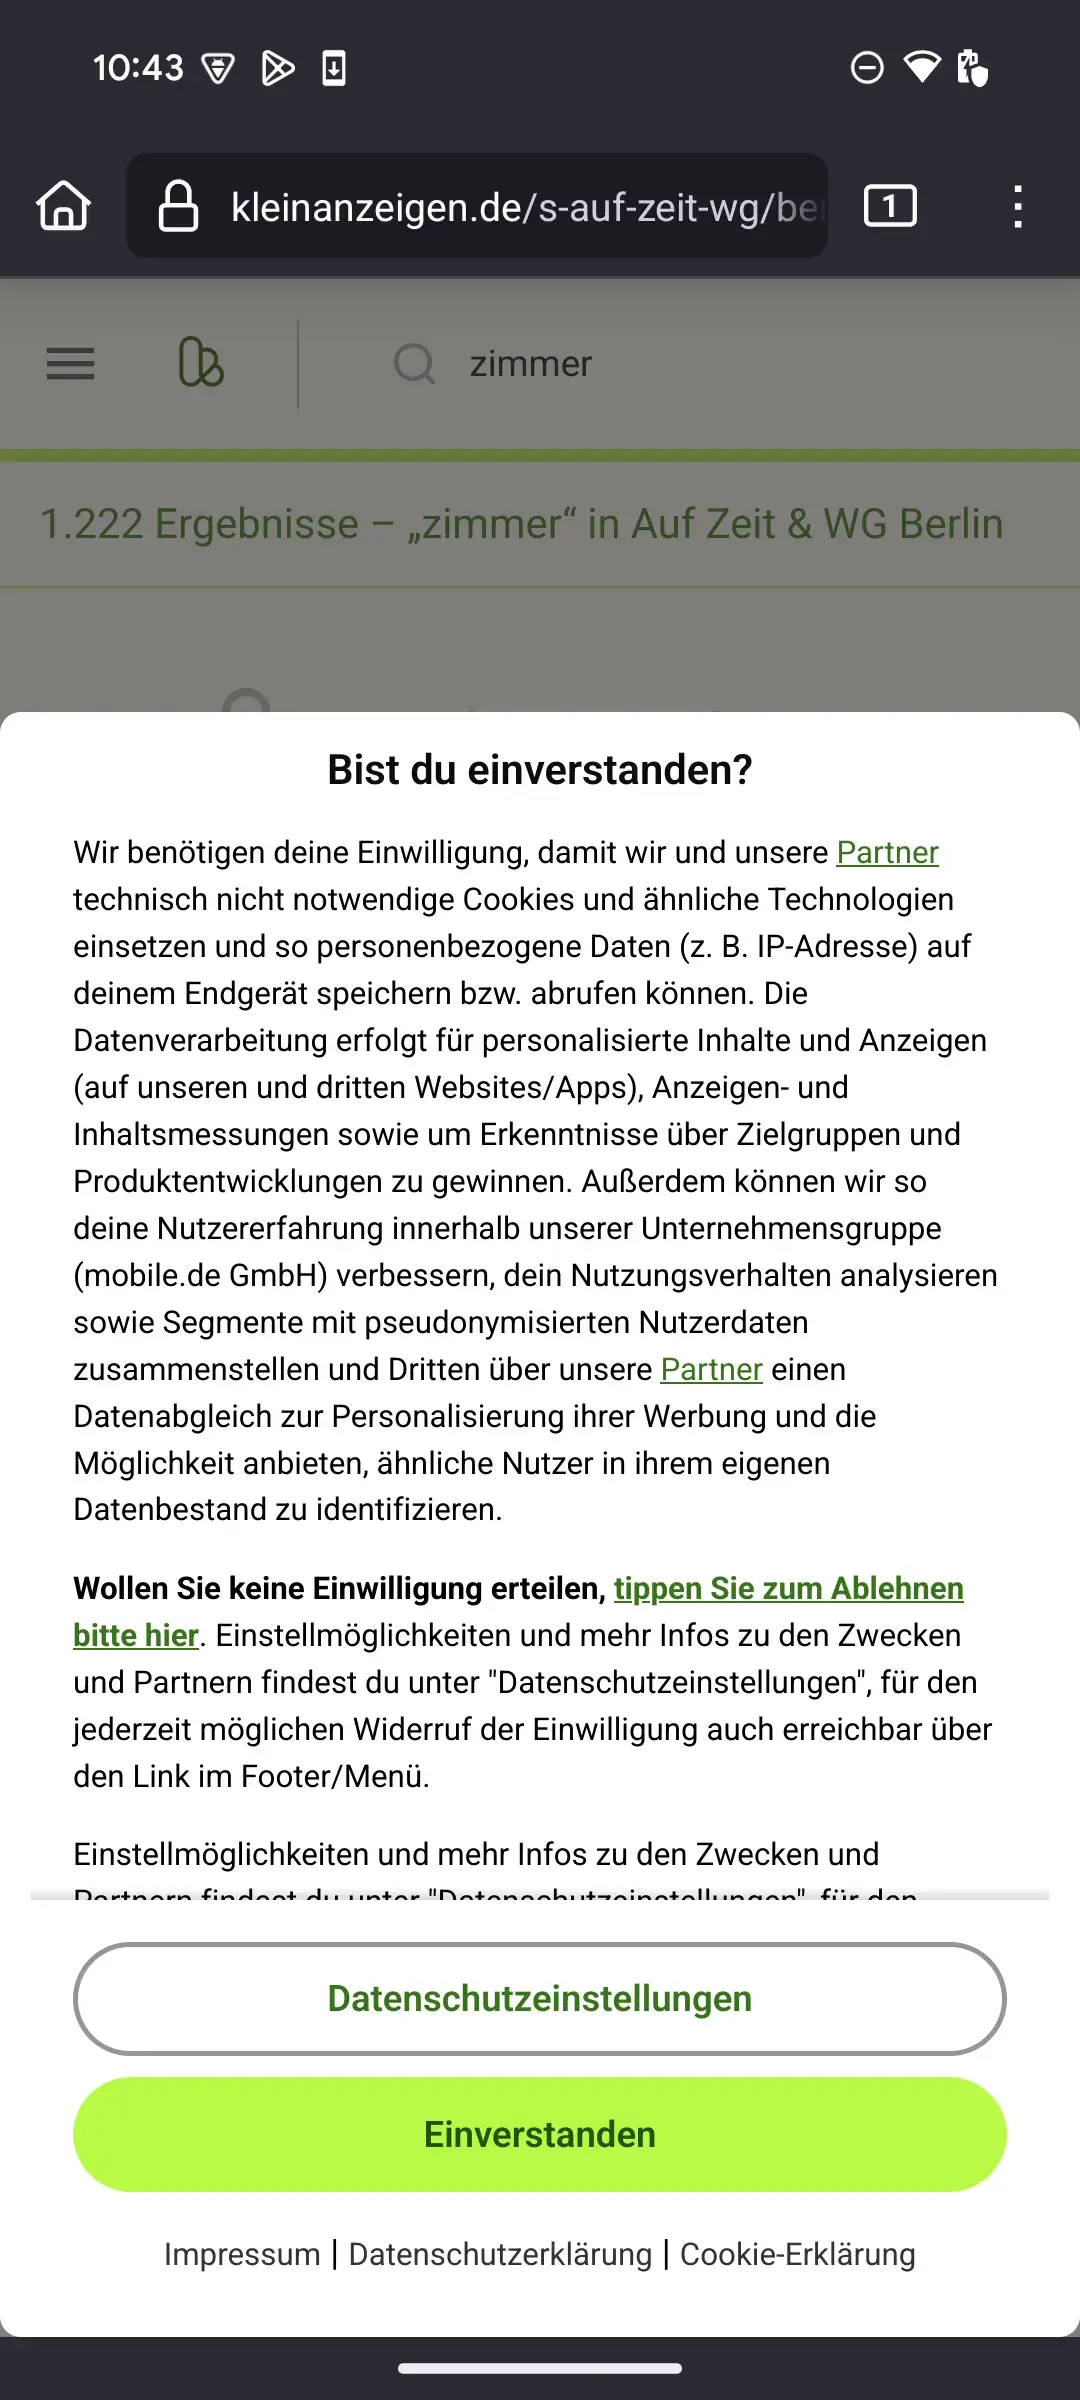 10:43
kleinanzeigen.de/s-auf-zeit-wg/be
1
zimmer
1.222 Ergebnisse – „zimmer“ in Auf Zeit & WG Berlin
Bist du einverstanden?
Wir benötigen deine Einwilligung, damit wir und unsere Partner
technisch nicht notwendige Cookies und ähnliche Technologien
einsetzen und so personenbezogene Daten (z. B. IP-Adresse) auf
deinem Endgerät speichern bzw. abrufen können. Die
Datenverarbeitung erfolgt für personalisierte Inhalte und Anzeigen
(auf unseren und dritten Websites/Apps), Anzeigen- und
Inhaltsmessungen sowie um Erkenntnisse über Zielgruppen und
Produktentwicklungen zu gewinnen. Außerdem können wir so
deine Nutzererfahrung innerhalb unserer Unternehmensgruppe
(mobile.de GmbH) verbessern, dein Nutzungsverhalten analysieren
sowie Segmente mit pseudonymisierten Nutzerdaten
zusammenstellen und Dritten über unsere Partner einen
Datenabgleich zur Personalisierung ihrer Werbung und die
Möglichkeit anbieten, ähnliche Nutzer in ihrem eigenen
Datenbestand zu identifizieren.
Wollen Sie keine Einwilligung erteilen, tippen Sie zum Ablehnen
bitte hier. Einstellmöglichkeiten und mehr Infos zu den Zwecken
und Partnern findest du unter "Datenschutzeinstellungen", für den
jederzeit möglichen Widerruf der Einwilligung auch erreichbar über
den Link im Footer/Menü.
Einstellmöglichkeiten und mehr Infos zu den Zwecken und
Partnern findest du unter "Datenschutzeinstellungen", für den
Datenschutzeinstellungen
Einverstanden
Impressum | Datenschutzerklärung | Cookie-Erklärung